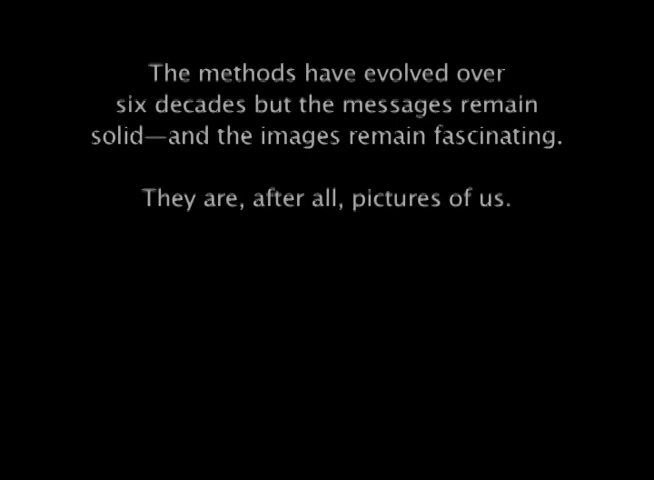 The methods have evolved over
six decades but the messages remain
solid—and the images remain fascinating.
They are, after all, pictures of us.